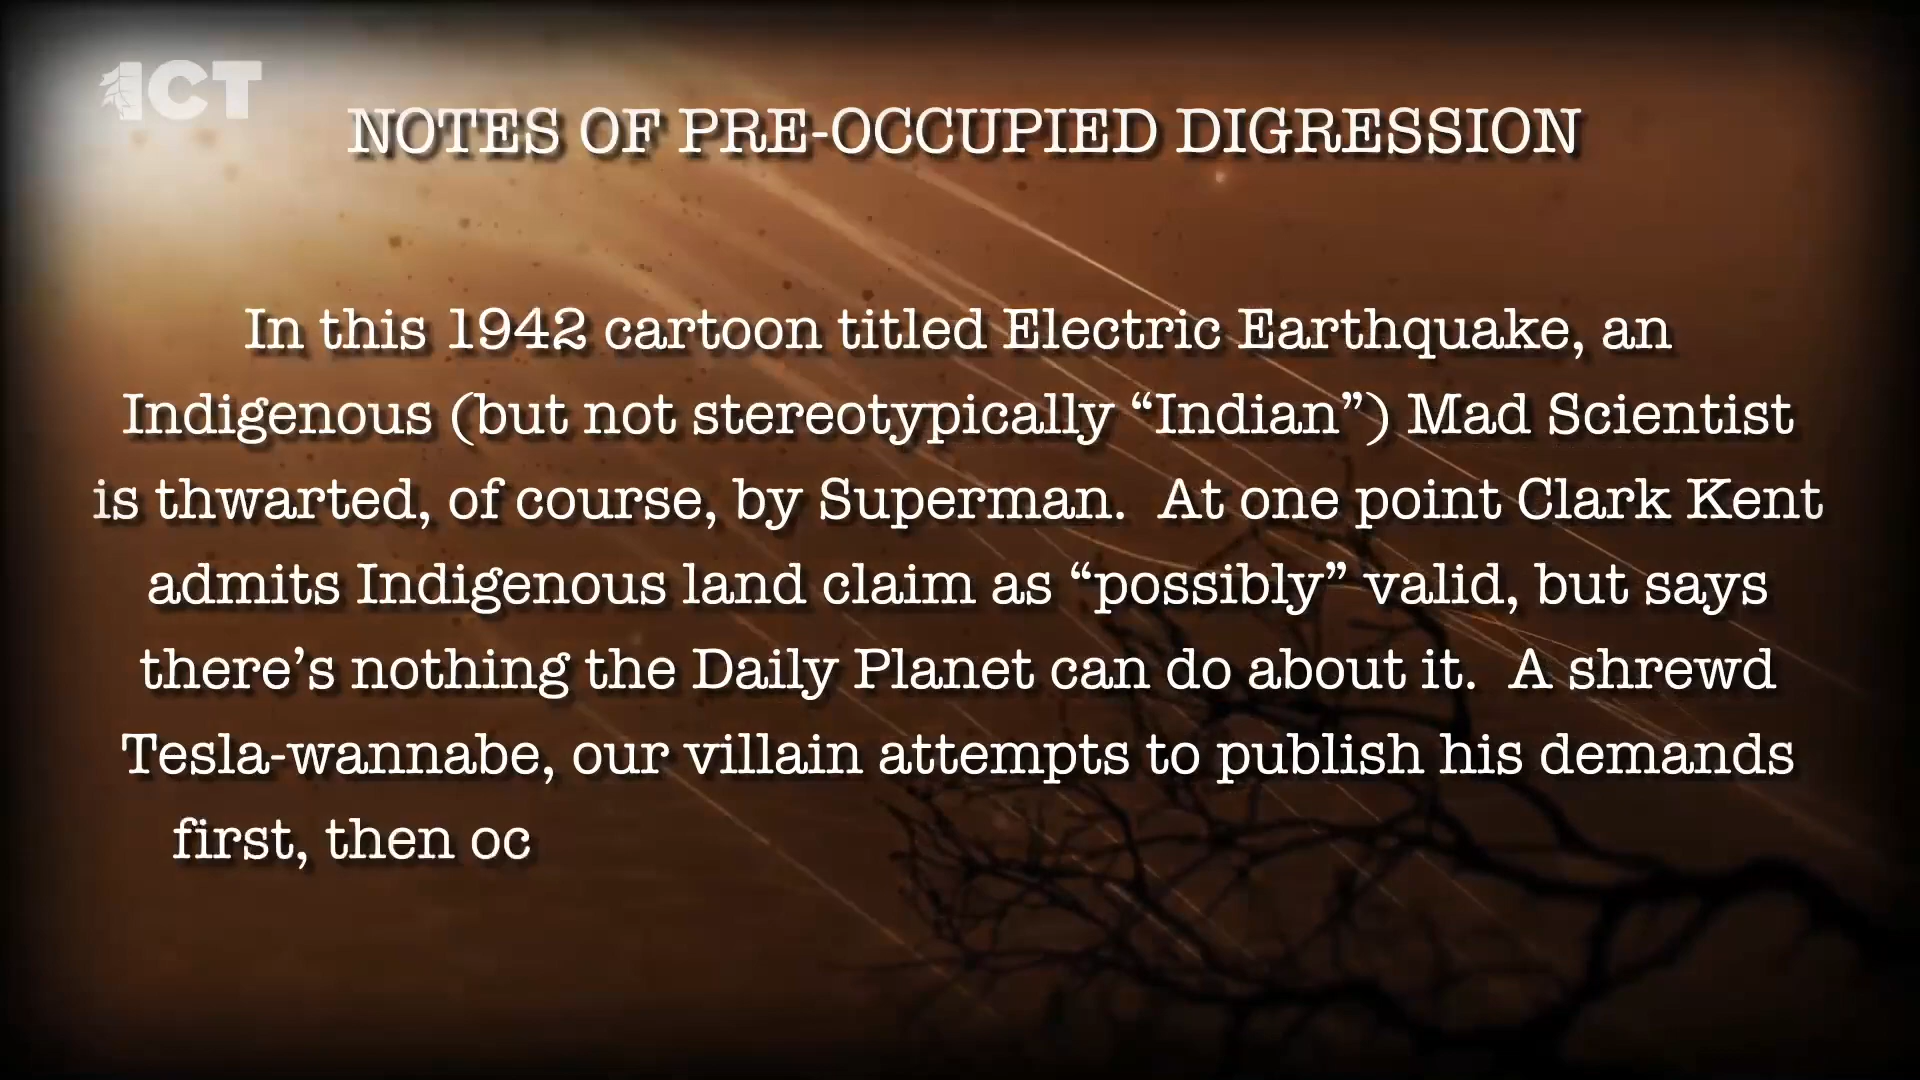 ICT
NOTES OF PRE-OCCUPIED DIGRESSION
In this 1942 cartoon titled Electric Earthquake, an
Indigenous (but not stereotypically “Indian”) Mad Scientist
is thwarted, of course, by Superman.  At one point Clark Kent
admits Indigenous land claim as “possibly” valid, but says
there’s nothing the Daily Planet can do about it.  A shrewd
Tesla-wannabe, our villain attempts to publish his demands
first, then oc